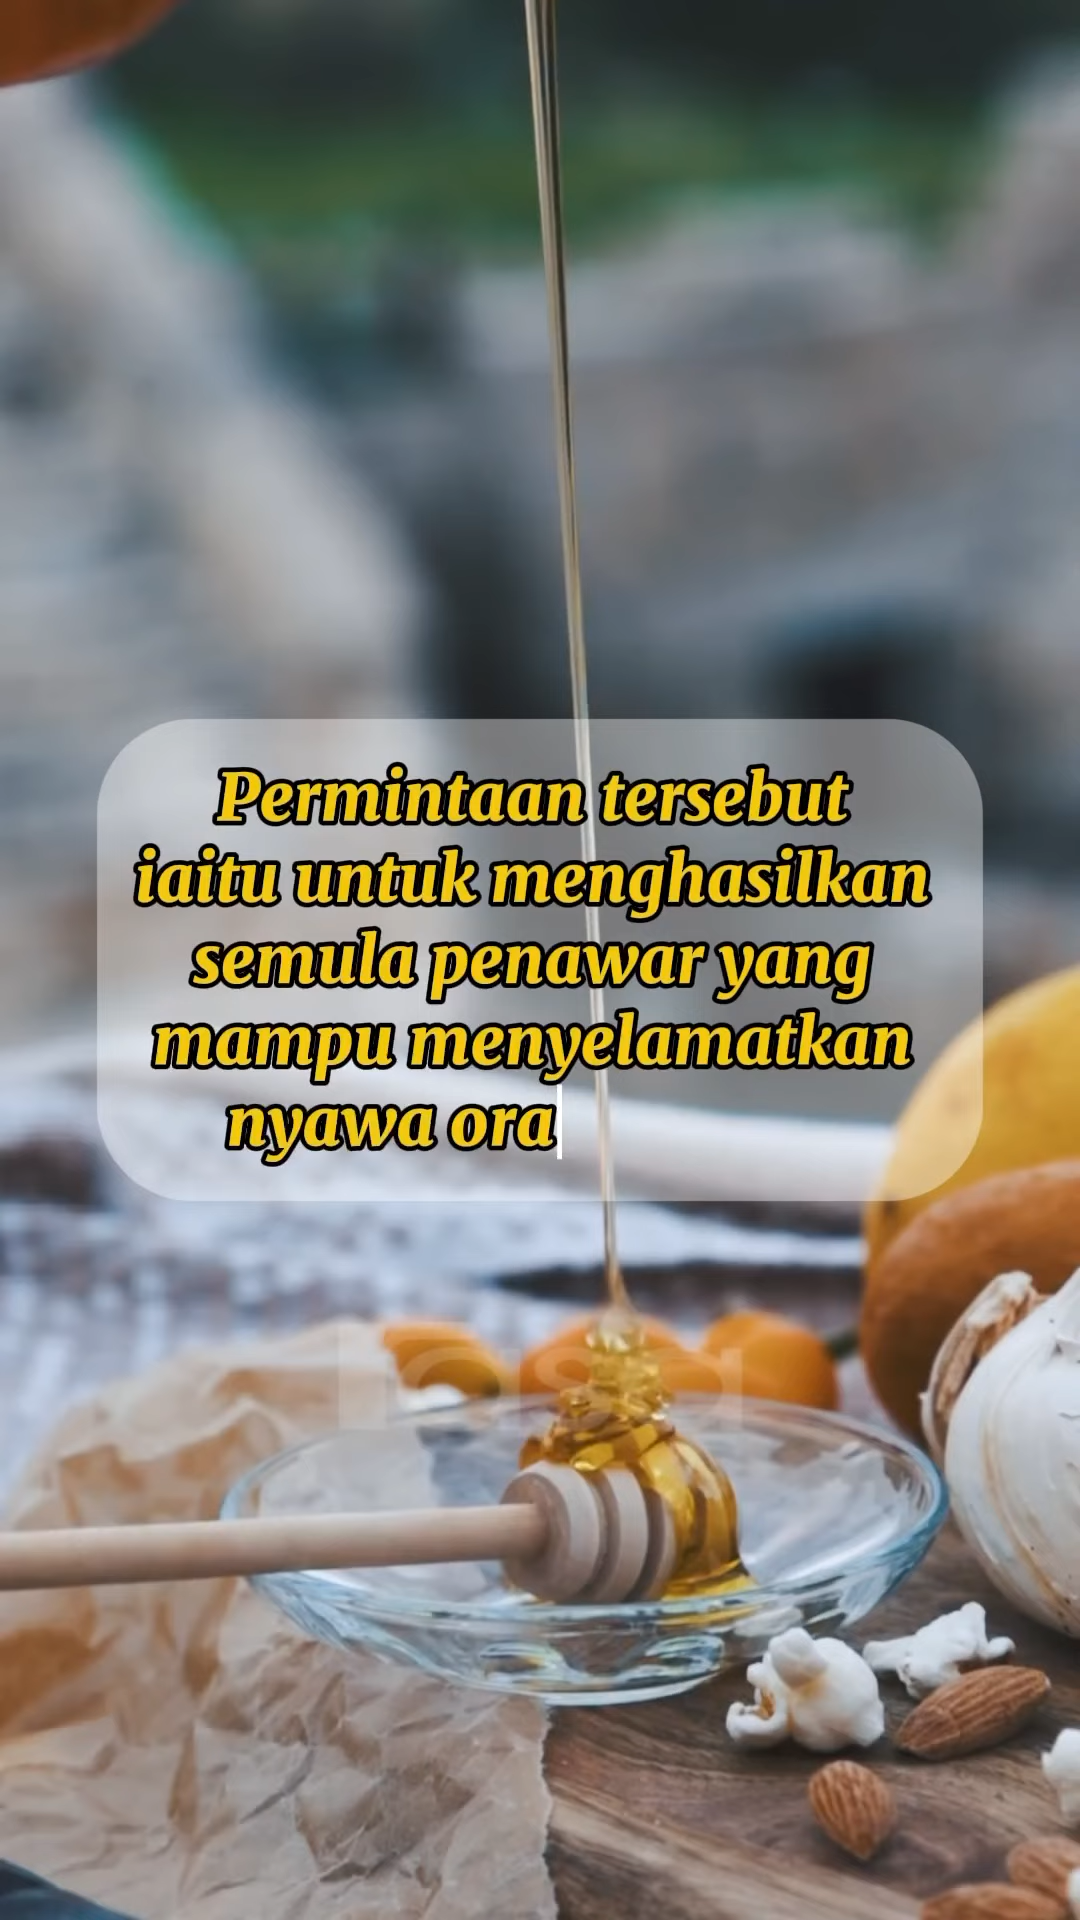 Permintaan tersebut
iaitu untuk menghasilkan
semula penawar yang
mampu menyelamatkan
nyawa ora